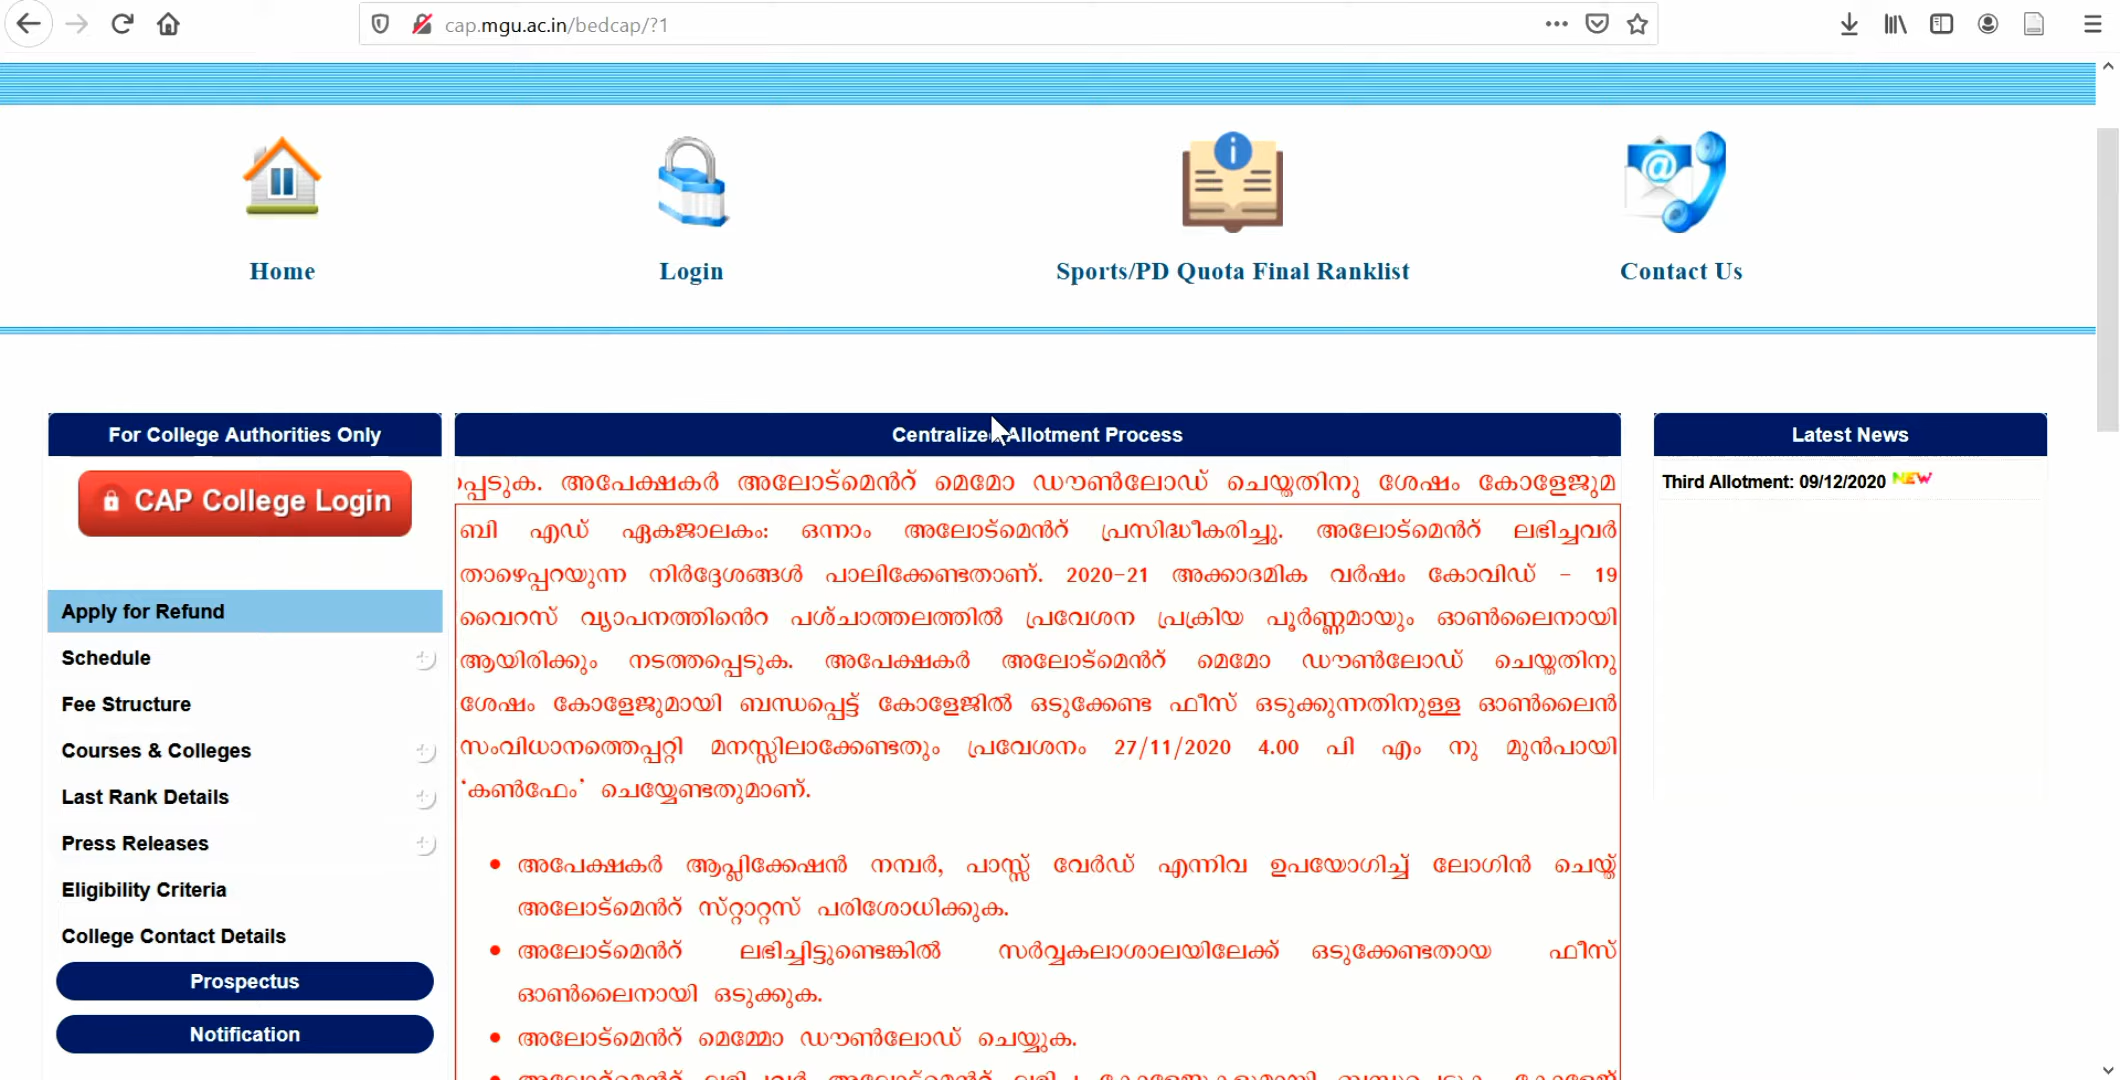 cap.mgu.ac.in/bedcap/?1
Home
Login
Sports/PD Quota Final Ranklist
Contact Us
For College Authorities Only
CAP College Login
Apply for Refund
Schedule
Fee Structure
Courses & Colleges
Last Rank Details
Press Releases
Eligibility Criteria
College Contact Details
Prospectus
Notification
Centralized Allotment Process
പ്പെടുക. അപേക്ഷകർ അലോട്മെൻറ് മെമോ ഡൗൺലോഡ് ചെയ്തതിനു ശേഷം കോളേജുമ
ബി എഡ് ഏകജാലകം: ഒന്നാം അലോട്മെൻറ് പ്രസിദ്ധീകരിച്ചു. അലോട്മെൻറ് ലഭിച്ചവർ
താഴെപ്പറയുന്ന നിർദ്ദേശങ്ങൾ പാലിക്കേണ്ടതാണ്. 2020-21 അക്കാദമിക വർഷം കോവിഡ് - 19
വൈറസ് വ്യാപനത്തിൻെറ പശ്ചാത്തലത്തിൽ പ്രവേശന പ്രക്രിയ പൂർണ്ണമായും ഓൺലൈനായി
ആയിരിക്കും നടത്തപ്പെടുക. അപേക്ഷകർ അലോട്മെൻറ് മെമോ ഡൗൺലോഡ് ചെയ്തതിനു
ശേഷം കോളേജുമായി ബന്ധപ്പെട്ട് കോളേജിൽ ഒടുക്കേണ്ട ഫീസ് ഒടുക്കുന്നതിനുള്ള ഓൺലൈൻ
സംവിധാനത്തെപ്പറ്റി മനസ്സിലാക്കേണ്ടതും പ്രവേശനം 27/11/2020 4.00 പി എം നു മുൻപായി
‘കൺഫേം’ ചെയ്യേണ്ടതുമാണ്.
• അപേക്ഷകർ ആപ്ലിക്കേഷൻ നമ്പർ, പാസ്സ് വേർഡ് എന്നിവ ഉപയോഗിച്ച് ലോഗിൻ ചെയ്ത്
അലോട്മെൻറ് സ്റ്റാറ്റസ് പരിശോധിക്കുക.
• അലോട്മെൻറ് ലഭിച്ചിട്ടുണ്ടെങ്കിൽ സർവ്വകലാശാലയിലേക്ക് ഒടുക്കേണ്ടതായ ഫീസ്
ഓൺലൈനായി ഒടുക്കുക.
• അലോട്മെൻറ് മെമ്മോ ഡൗൺലോഡ് ചെയ്യുക.
Latest News
Third Allotment: 09/12/2020 NEW